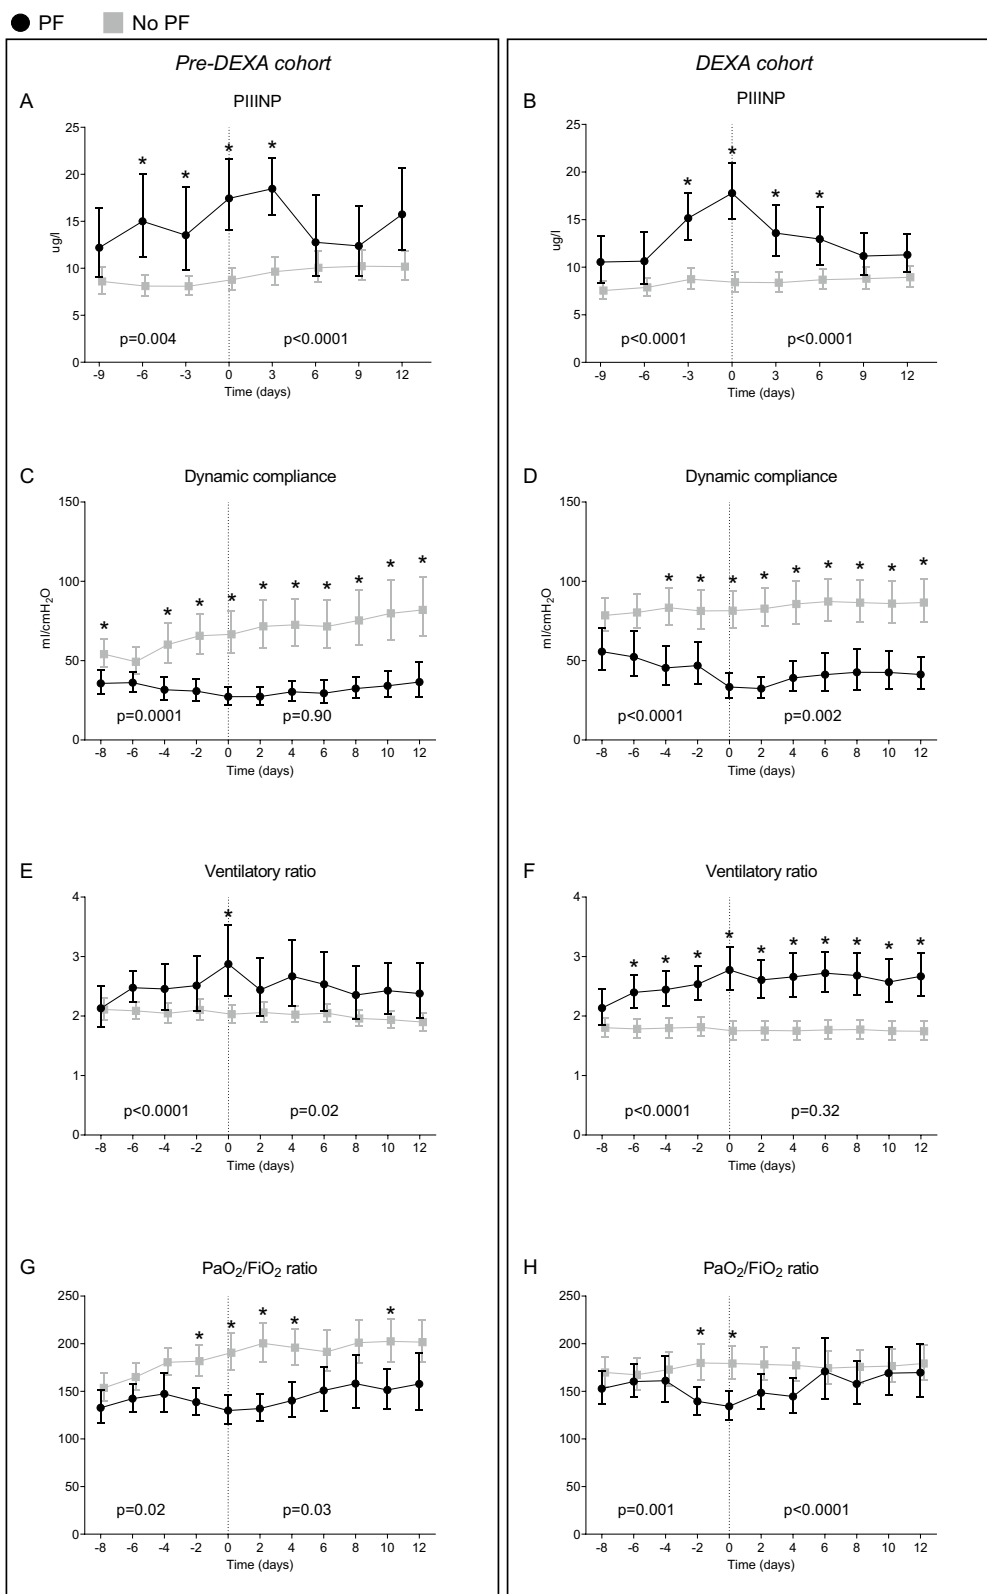 PF No PF
Pre-DEXA cohort
DEXA cohort
A
PIIINP
25
20
15
10
5
0
ug/l
* * * *
p=0.004 p<0.0001
-9 -6 -3 0 3 6 9 12
Time (days)
B
PIIINP
25
20
15
10
5
0
ug/l
* * * *
p<0.0001 p<0.0001
-9 -6 -3 0 3 6 9 12
Time (days)
C
Dynamic compliance
150
100
50
0
ml/cmH₂O
* * * * * * * * * *
p=0.0001 p=0.90
-8 -6 -4 -2 0 2 4 6 8 10 12
Time (days)
D
Dynamic compliance
150
100
50
0
ml/cmH₂O
* * * * * * * * *
p<0.0001 p=0.002
-8 -6 -4 -2 0 2 4 6 8 10 12
Time (days)
E
Ventilatory ratio
4
3
2
1
0
*
p<0.0001 p=0.02
-8 -6 -4 -2 0 2 4 6 8 10 12
Time (days)
F
Ventilatory ratio
4
3
2
1
0
* * * * * * * * * *
p<0.0001 p=0.32
-8 -6 -4 -2 0 2 4 6 8 10 12
Time (days)
G
PaO₂/FiO₂ ratio
250
200
150
100
50
0
* * * * *
p=0.02 p=0.03
-8 -6 -4 -2 0 2 4 6 8 10 12
Time (days)
H
PaO₂/FiO₂ ratio
250
200
150
100
50
0
* *
p=0.001 p<0.0001
-8 -6 -4 -2 0 2 4 6 8 10 12
Time (days)